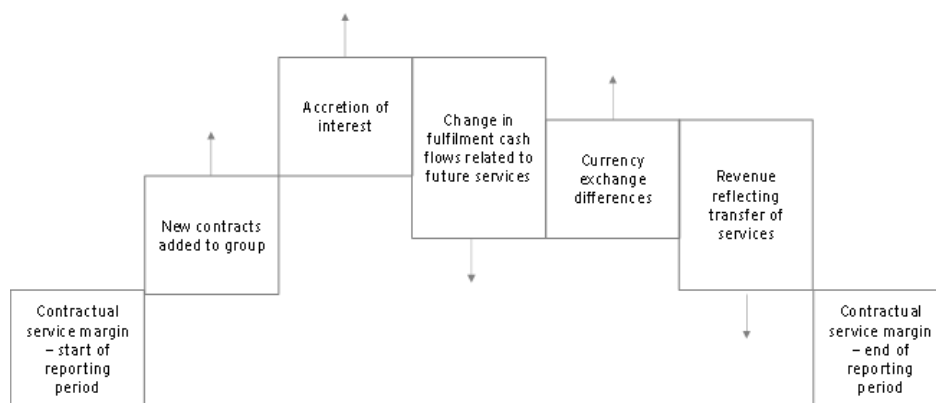 Contractual
service margin
– start of
reporting
period
New contracts
added to group
Accretion of
interest
Change in
fulfilment cash
flows related to
future services
Currency
exchange
differences
Revenue
reflecting
transfer of
services
Contractual
service margin
– end of
reporting
period